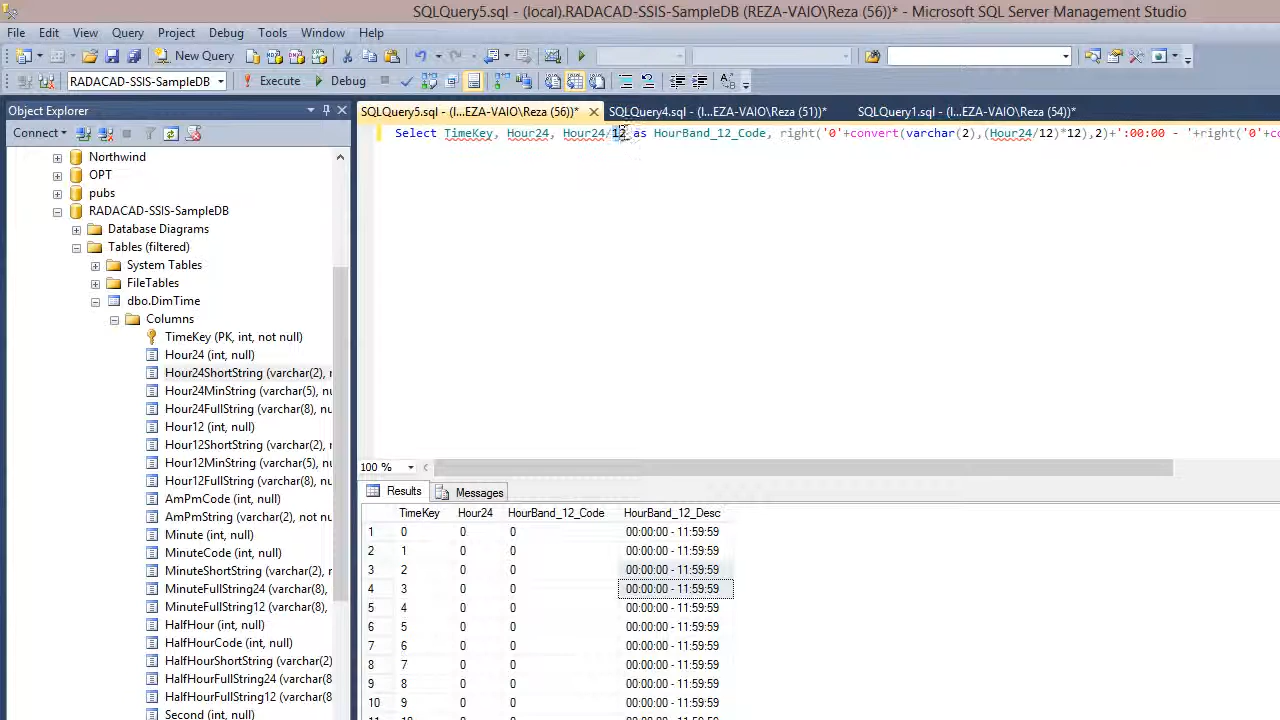 SQLQuery5.sql - (local).RADACAD-SSIS-SampleDB (REZA-VAIO\Reza (56))* - Microsoft SQL Server Management Studio
File Edit View Query Project Debug Tools Window Help
New Query
RADACAD-SSIS-SampleDB Execute Debug
Object Explorer
SQLQuery5.sql - (l...EZA-VAIO\Reza (56))* SQLQuery4.sql - (l...EZA-VAIO\Reza (51))* SQLQuery1.sql - (l...EZA-VAIO\Reza (54))*
Connect
Select TimeKey, Hour24, Hour24/12 as HourBand_12_Code, right('0'+convert(varchar(2),(Hour24/12)*12),2)+':00:00 - '+right('0'+c
Northwind
OPT
pubs
RADACAD-SSIS-SampleDB
Database Diagrams
Tables (filtered)
System Tables
FileTables
dbo.DimTime
Columns
TimeKey (PK, int, not null)
Hour24 (int, null)
Hour24ShortString (varchar(2),
Hour24MinString (varchar(5), nu
Hour24FullString (varchar(8),
Hour12 (int, null)
Hour12ShortString (varchar(2),
Hour12MinString (varchar(5), nu
Hour12FullString (varchar(8),
AmPmCode (int, null)
AmPmString (varchar(2), not nu
Minute (int, null)
MinuteCode (int, null)
MinuteShortString (varchar(2),
MinuteFullString24 (varchar(8),
MinuteFullString12 (varchar(8),
HalfHour (int, null)
HalfHourCode (int, null)
HalfHourShortString (varchar(2)
HalfHourFullString24 (varchar(8
HalfHourFullString12 (varchar(8
Second (int, null)
100 %
Results Messages
TimeKey Hour24 HourBand_12_Code HourBand_12_Desc
1 0 0 0 00:00:00 - 11:59:59
2 1 0 0 00:00:00 - 11:59:59
3 2 0 0 00:00:00 - 11:59:59
4 3 0 0 00:00:00 - 11:59:59
5 4 0 0 00:00:00 - 11:59:59
6 5 0 0 00:00:00 - 11:59:59
7 6 0 0 00:00:00 - 11:59:59
8 7 0 0 00:00:00 - 11:59:59
9 8 0 0 00:00:00 - 11:59:59
10 9 0 0 00:00:00 - 11:59:59